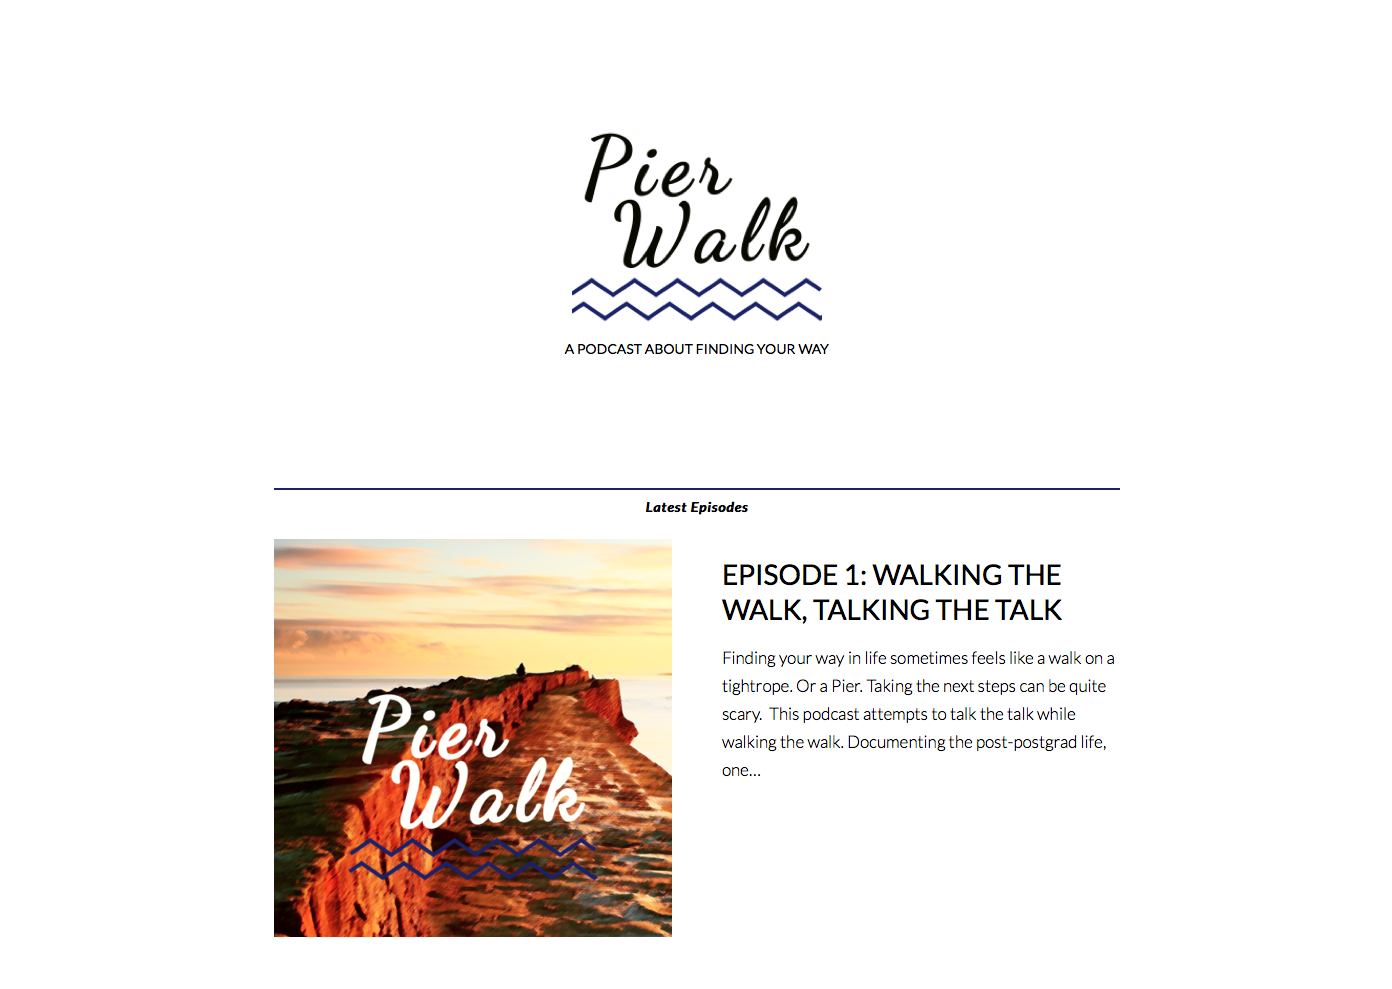 Pier
Walk
A PODCAST ABOUT FINDING YOUR WAY
Latest Episodes
Pier
Walk
EPISODE 1: WALKING THE
WALK, TALKING THE TALK
Finding your way in life sometimes feels like a walk on a
tightrope. Or a Pier. Taking the next steps can be quite
scary.  This podcast attempts to talk the talk while
walking the walk. Documenting the post-postgrad life,
one...